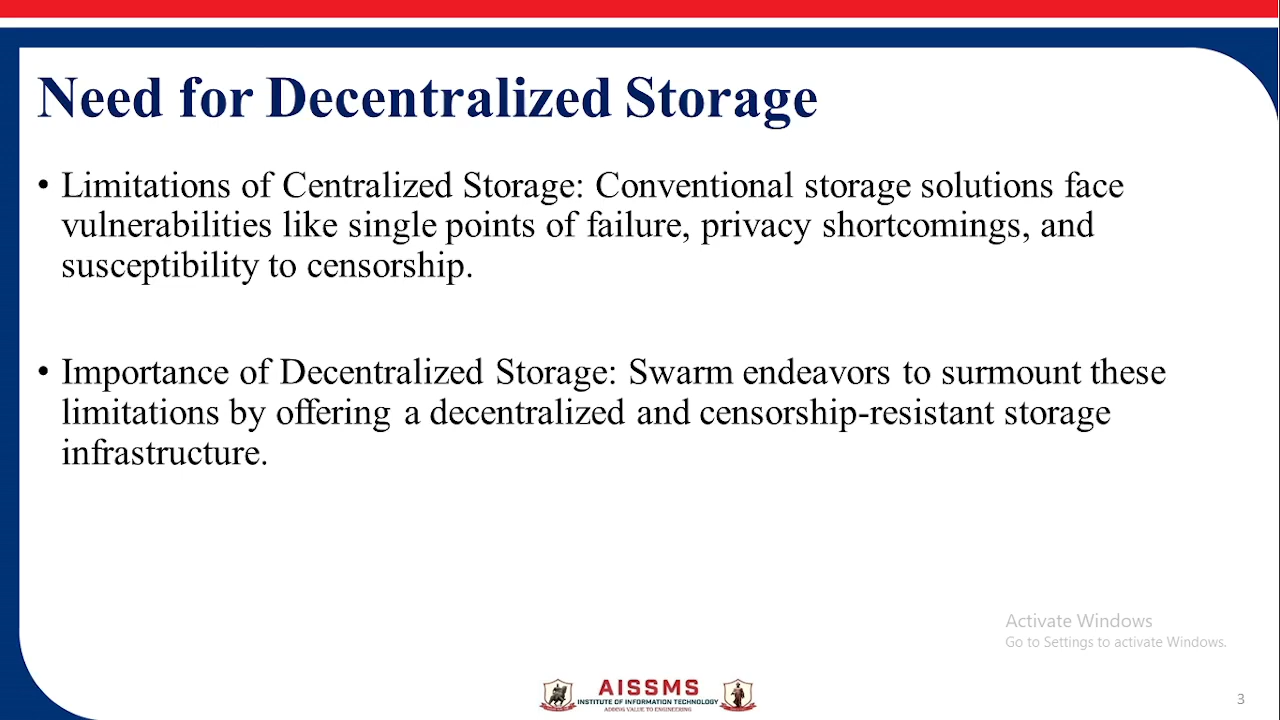 Need for Decentralized Storage
• Limitations of Centralized Storage: Conventional storage solutions face
vulnerabilities like single points of failure, privacy shortcomings, and
susceptibility to censorship.
• Importance of Decentralized Storage: Swarm endeavors to surmount these
limitations by offering a decentralized and censorship-resistant storage
infrastructure.
Activate Windows
Go to Settings to activate Windows.
AISSMS
INSTITUTE OF INFORMATION TECHNOLOGY
ADDING VALUE TO ENGINEERING
3